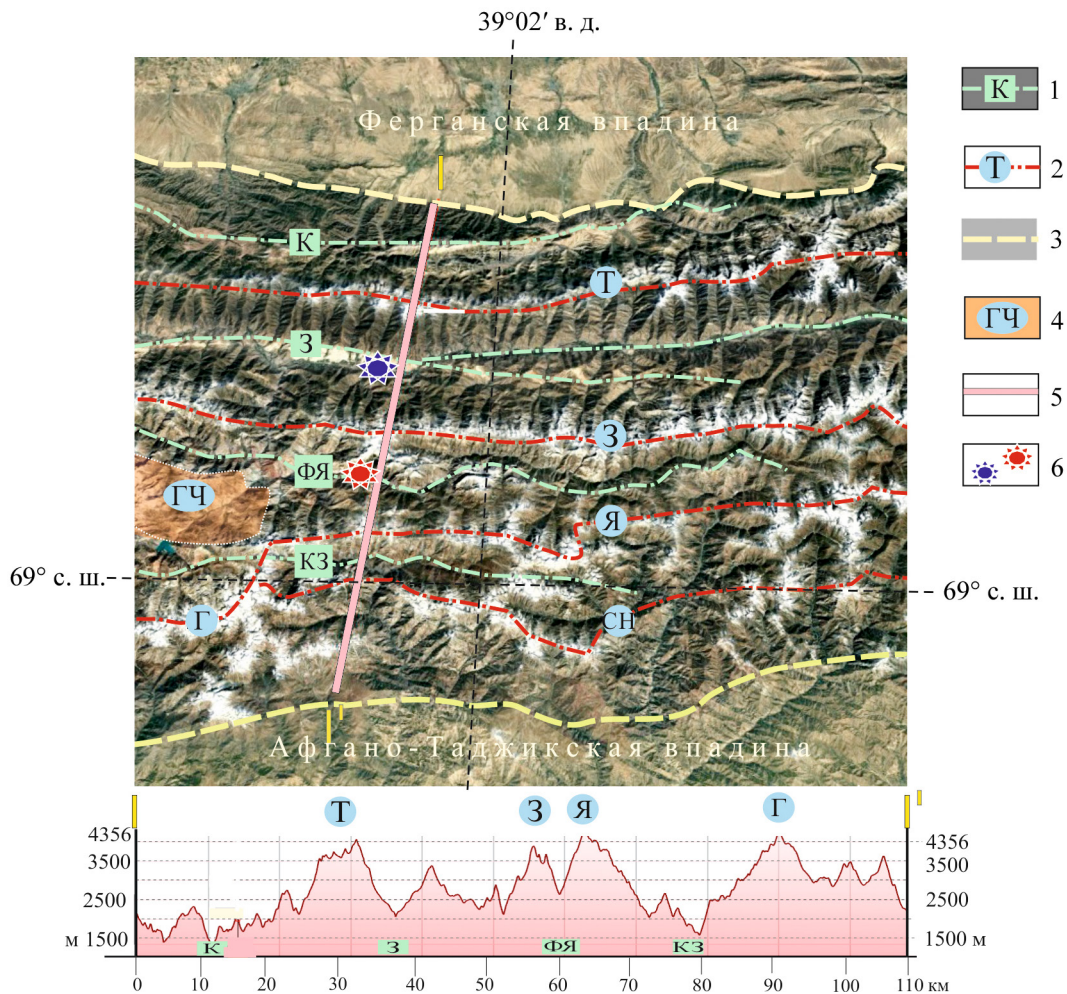 39°02′ в. д.
Ферганская впадина
К
Т
З
З
ФЯ
ГЧ
Я
КЗ
69° с. ш.
69° с. ш.
Г
СН
Афгано-Таджикская впадина
К 1
Т 2
3
ГЧ 4
5
6
Т З Я Г
4356 4356
3500 3500
2500 2500
м 1500 1500 м
К З ФЯ КЗ
0 10 20 30 40 50 60 70 80 90 100 110 км